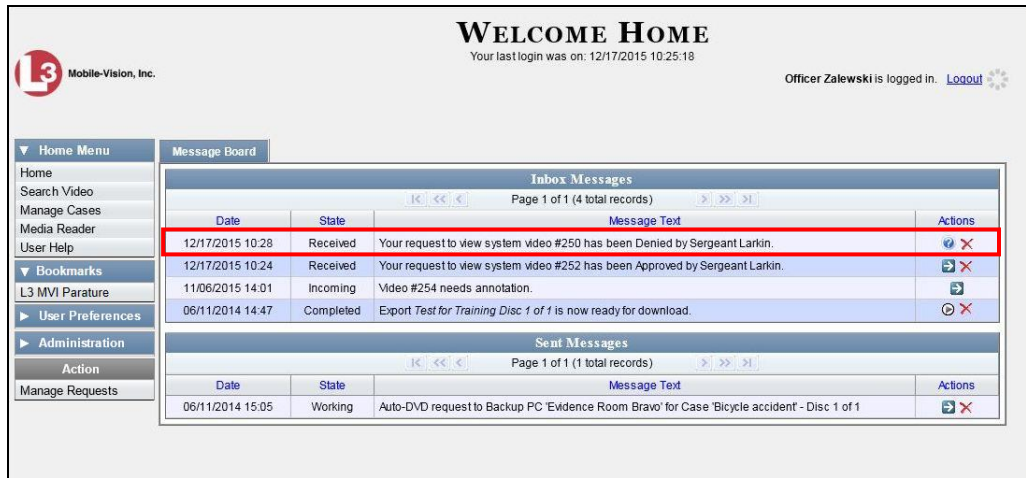 WELCOME HOME
Your last login was on: 12/17/2015 10:25:18
L3 Mobile-Vision, Inc.
Officer Zalewski is logged in. Logout
▼ Home Menu
Home
Search Video
Manage Cases
Media Reader
User Help
▼ Bookmarks
L3 MVI Parature
► User Preferences
► Administration
Action
Manage Requests
Message Board
Inbox Messages
|< << < Page 1 of 1 (4 total records) > >> >|
Date State Message Text Actions
12/17/2015 10:28 Received Your request to view system video #250 has been Denied by Sergeant Larkin.
12/17/2015 10:24 Received Your request to view system video #252 has been Approved by Sergeant Larkin.
11/06/2015 14:01 Incoming Video #254 needs annotation.
06/11/2014 14:47 Completed Export Test for Training Disc 1 of 1 is now ready for download.
Sent Messages
|< << < Page 1 of 1 (1 total records) > >> >|
Date State Message Text Actions
06/11/2014 15:05 Working Auto-DVD request to Backup PC 'Evidence Room Bravo' for Case 'Bicycle accident' - Disc 1 of 1